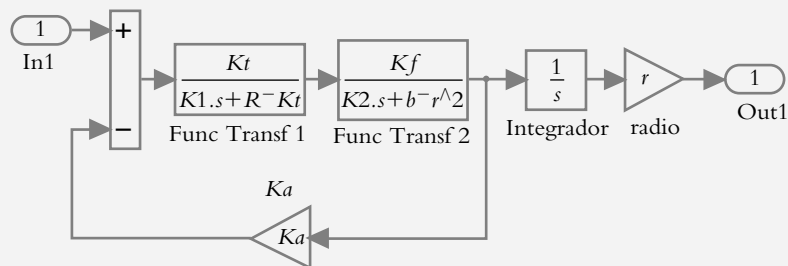 1
In1
+
−
Kt
K1.s+R⁻Kt
Func Transf 1
Kf
K2.s+b⁻r^2
Func Transf 2
1
s
Integrador
r
radio
1
Out1
Ka
Ka